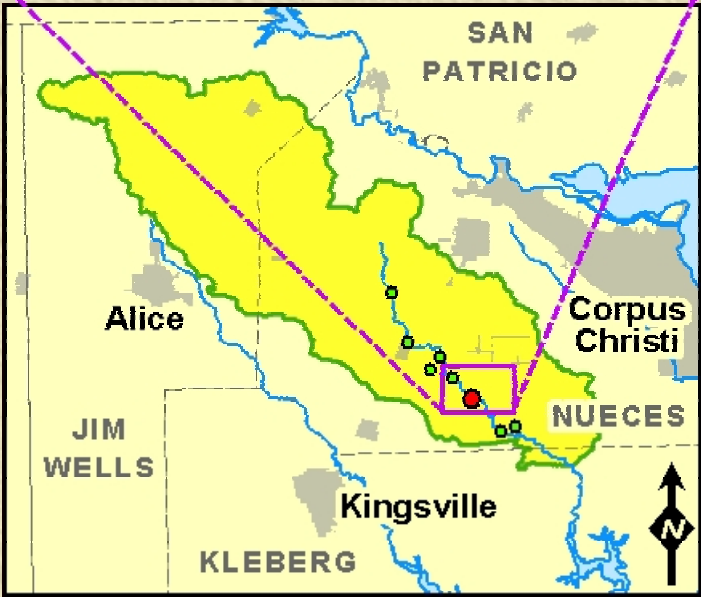 SAN
PATRICIO
Alice
Corpus
Christi
NUECES
JIM
WELLS
Kingsville
KLEBERG
N